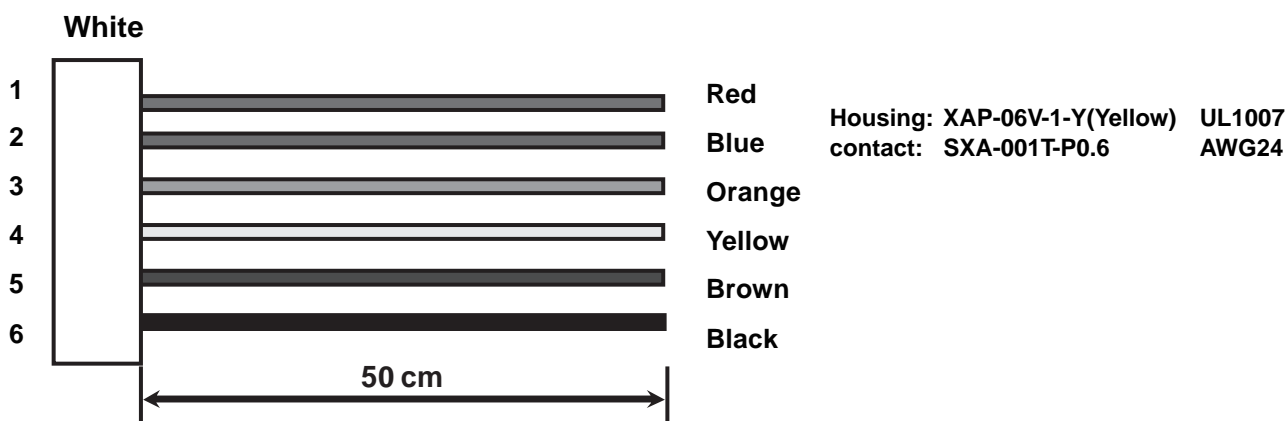 White
1
2
3
4
5
6
Red
Blue
Orange
Yellow
Brown
Black
Housing: XAP-06V-1-Y(Yellow) UL1007
contact: SXA-001T-P0.6 AWG24
50 cm